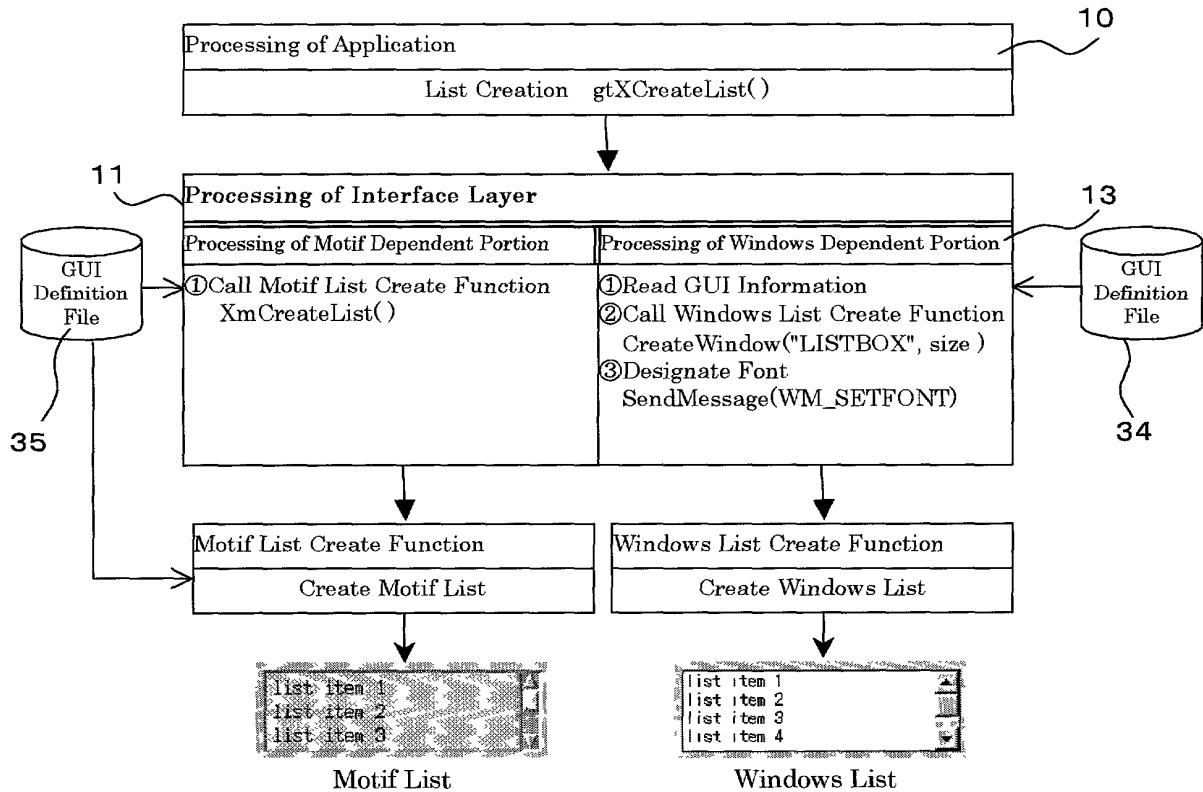 Processing of Application
10
List Creation gtXCreateList()
11
Processing of Interface Layer
13
Processing of Motif Dependent Portion
Processing of Windows Dependent Portion
GUI
Definition
File
35
①Call Motif List Create Function
XmCreateList()
①Read GUI Information
②Call Windows List Create Function
CreateWindow("LISTBOX", size )
③Designate Font
SendMessage(WM_SETFONT)
GUI
Definition
File
34
Motif List Create Function
Create Motif List
Windows List Create Function
Create Windows List
list item 1
list item 2
list item 3
Motif List
list item 1
list item 2
list item 3
list item 4
Windows List